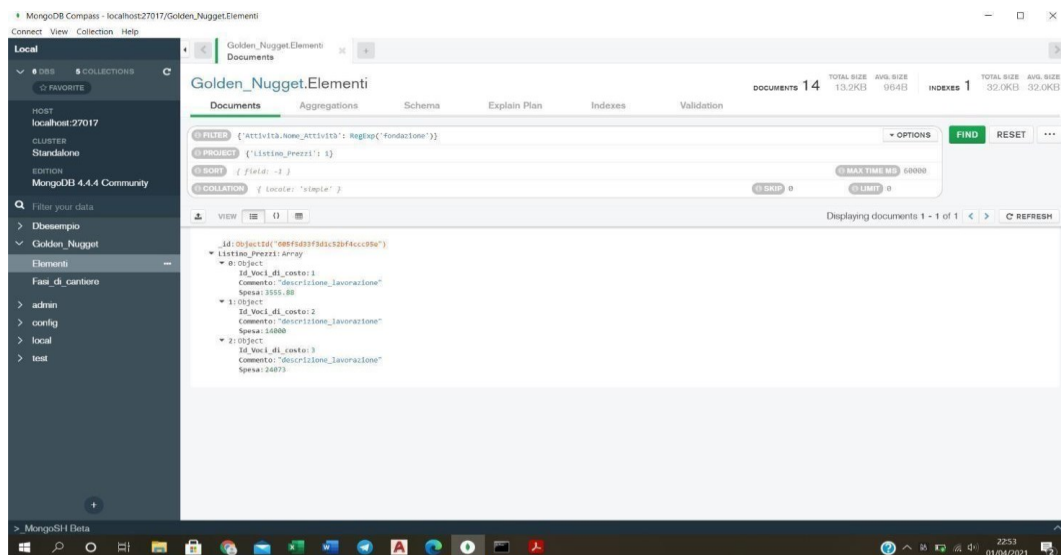 MongoDB Compass - localhost:27017/Golden_Nugget.Elementi
Connect View Collection Help
Local
6 DBS 5 COLLECTIONS
FAVORITE
HOST
localhost:27017
CLUSTER
Standalone
EDITION
MongoDB 4.4.4 Community
Filter your data
Dbesempio
Golden_Nugget
Elementi
Fasi_di_cantiere
admin
config
local
test
>_MongoSH Beta
Golden_Nugget.Elementi
Documents
Golden_Nugget.Elementi
DOCUMENTS 14 TOTAL SIZE 13.2KB AVG. SIZE 964B INDEXES 1 TOTAL SIZE 32.0KB AVG. SIZE 32.0KB
Documents Aggregations Schema Explain Plan Indexes Validation
FILTER {'Attività.Nome_Attività': RegExp('fondazione')} OPTIONS FIND RESET ...
PROJECT {'Listino_Prezzi': 1}
SORT { field: -1 } MAX TIME MS 60000
COLLATION { locale: 'simple' } SKIP 0 LIMIT 0
VIEW Displaying documents 1 - 1 of 1 REFRESH
Listino_Prezzi: Array
0: Object
Id_Voci_di_costo: 1
Commento: "descrizione_lavorazione"
Spesa: 3555.88
1: Object
Id_Voci_di_costo: 2
Commento: "descrizione_lavorazione"
Spesa: 14000
2: Object
Id_Voci_di_costo: 3
Commento: "descrizione_lavorazione"
Spesa: 24073
22:53
01/04/2021